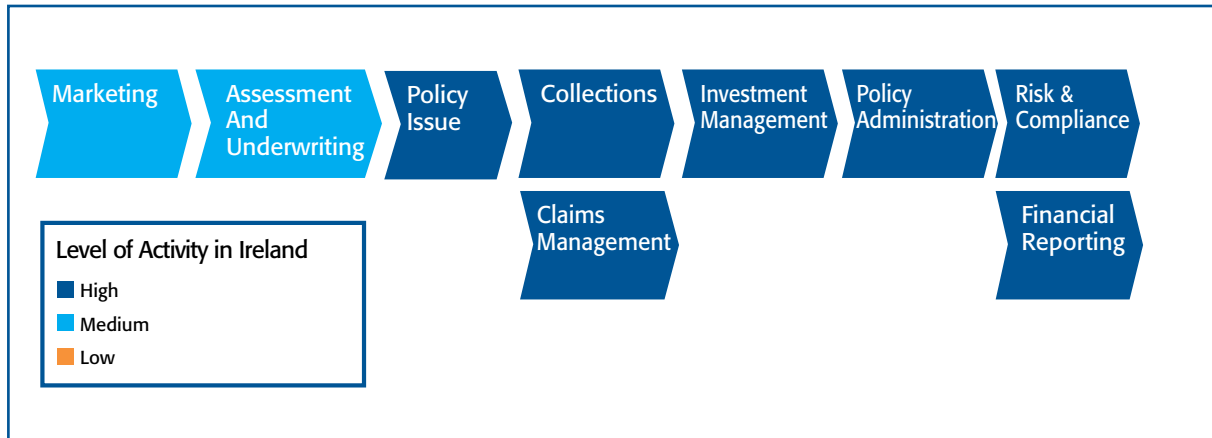 Marketing
Assessment
And
Underwriting
Policy
Issue
Collections
Investment
Management
Policy
Administration
Risk &
Compliance
Claims
Management
Financial
Reporting
Level of Activity in Ireland
High
Medium
Low